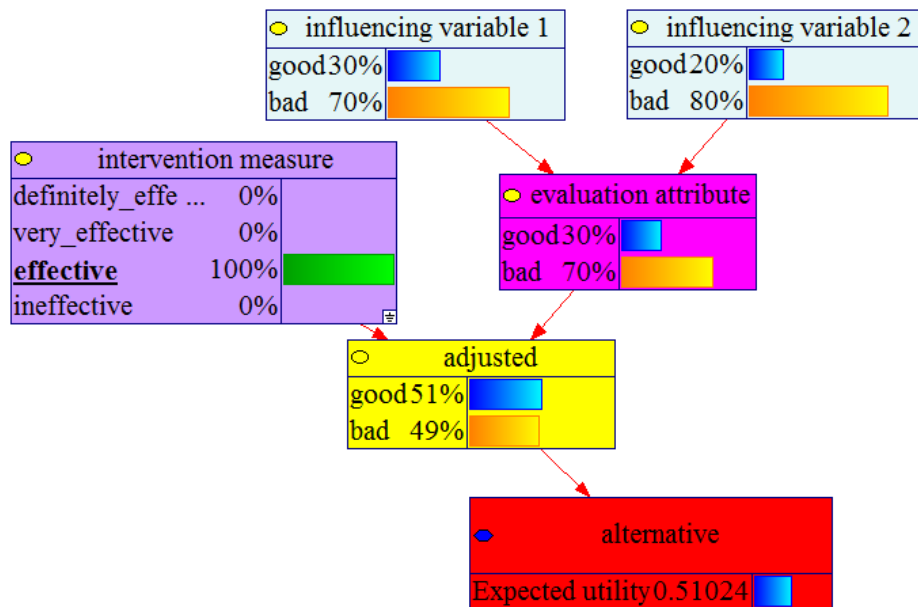 influencing variable 1
good 30%
bad 70%
influencing variable 2
good 20%
bad 80%
intervention measure
definitely_effe ... 0%
very_effective 0%
effective 100%
ineffective 0%
evaluation attribute
good 30%
bad 70%
adjusted
good 51%
bad 49%
alternative
Expected utility 0.51024